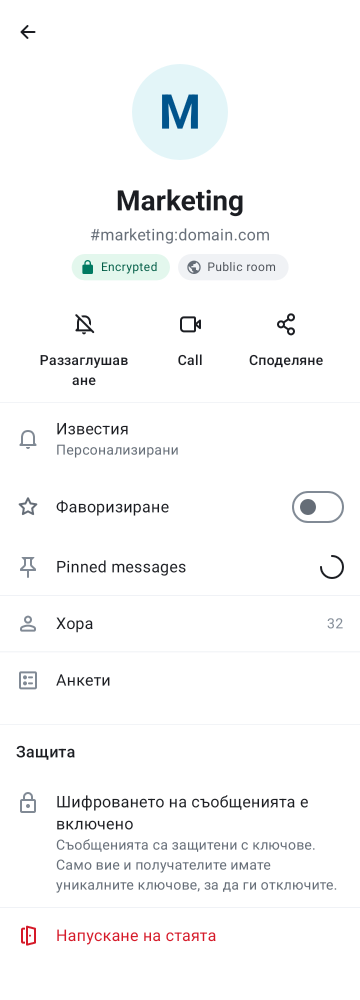 M
Marketing
#marketing:domain.com
Encrypted Public room
Раззаглушав
ане
Call
Споделяне
Известия
Персонализирани
Фаворизиране
Pinned messages
Хора 32
Анкети
Защита
Шифроването на съобщенията е
включено
Съобщенията са защитени с ключове.
Само вие и получателите имате
уникалните ключове, за да ги отключите.
Напускане на стаята